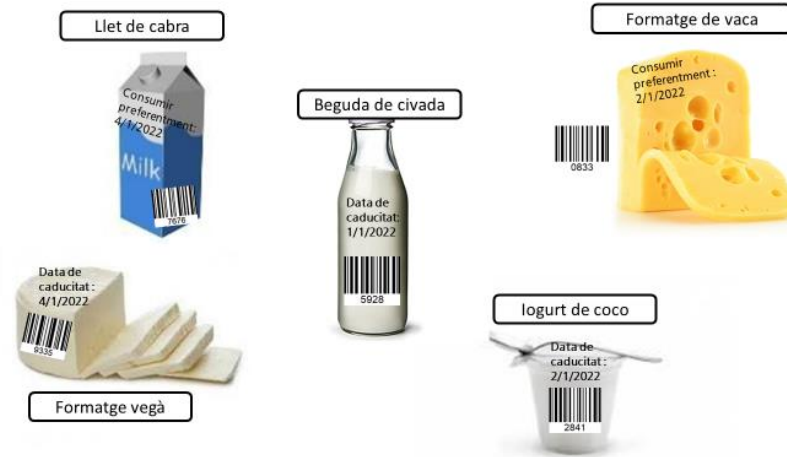 Llet de cabra
Consumir
preferentment:
4/1/2022
Milk
7676
Beguda de civada
Data de
caducitat:
1/1/2022
5928
Formatge de vaca
Consumir
preferentment :
2/1/2022
0833
Data de
caducitat :
4/1/2022
9335
Formatge vegà
Iogurt de coco
Data de
caducitat :
2/1/2022
2841